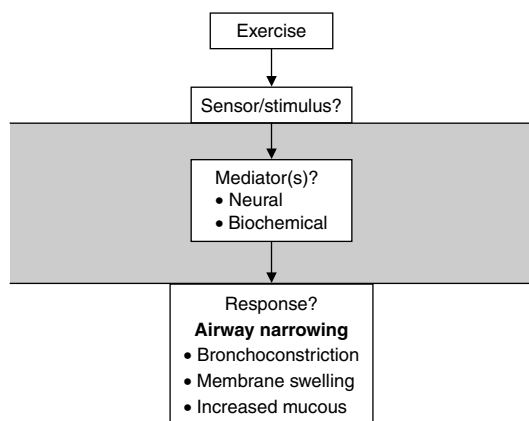 Exercise
Sensor/stimulus?
Mediator(s)?
• Neural
• Biochemical
Response?
Airway narrowing
• Bronchoconstriction
• Membrane swelling
• Increased mucous